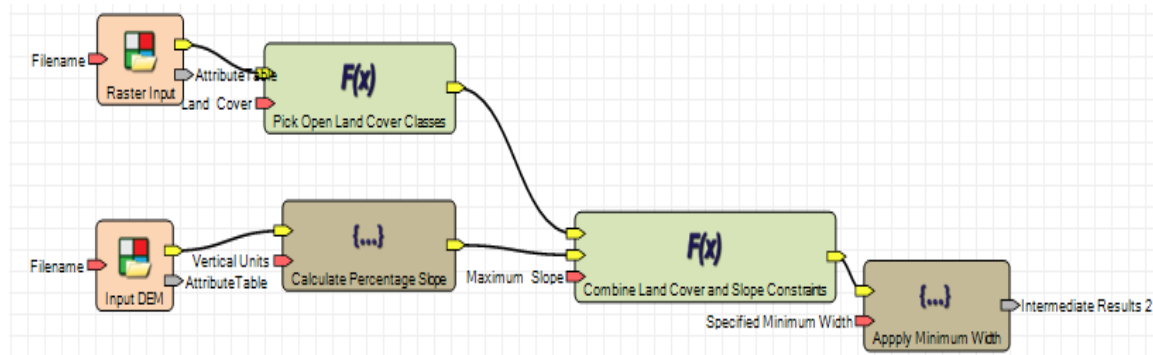 Filename
AttributeTable
Raster Input
F(x)
Land Cover
Pick Open Land Cover Classes
{...}
Vertical Units
Calculate Percentage Slope
Filename
AttributeTable
Input DEM
F(x)
Maximum Slope
Combine Land Cover and Slope Constraints
{...}
Intermediate Results 2
Specified Minimum Width
Appply Minimum Width